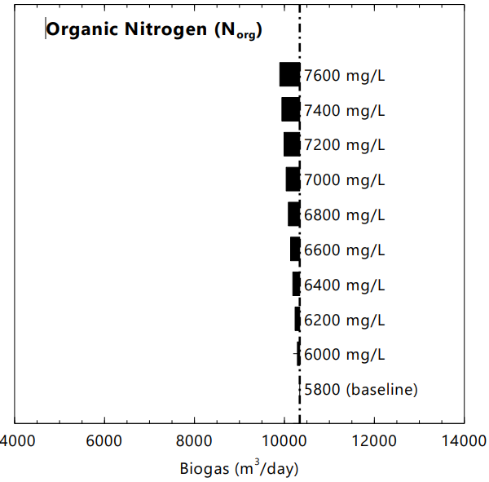 Organic Nitrogen (Norg)
7600 mg/L
7400 mg/L
7200 mg/L
7000 mg/L
6800 mg/L
6600 mg/L
6400 mg/L
6200 mg/L
6000 mg/L
5800 (baseline)
4000 6000 8000 10000 12000 14000
Biogas (m³/day)